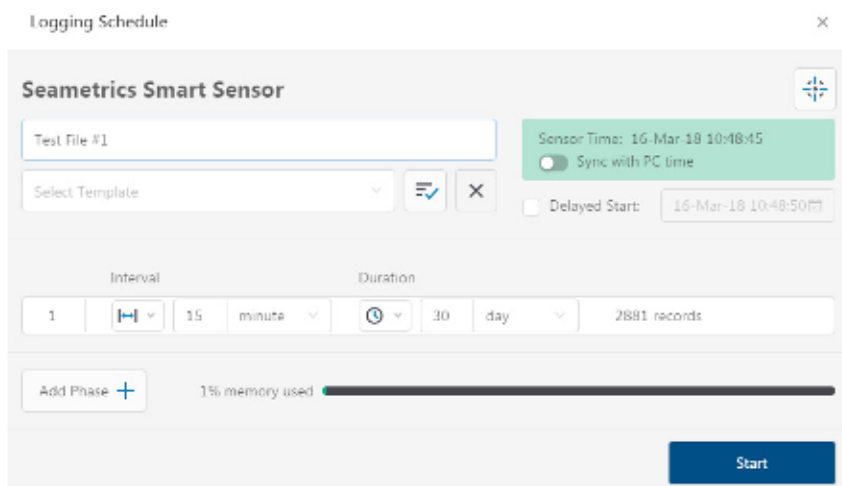 Logging Schedule
Seametrics Smart Sensor
Test File #1
Sensor Time: 16-Mar-18 10:48:45
Sync with PC time
Select Template
Delayed Start: 16-Mar-18 10:48:50
Interval Duration
1 15 minute 30 day 2881 records
Add Phase 1% memory used
Start